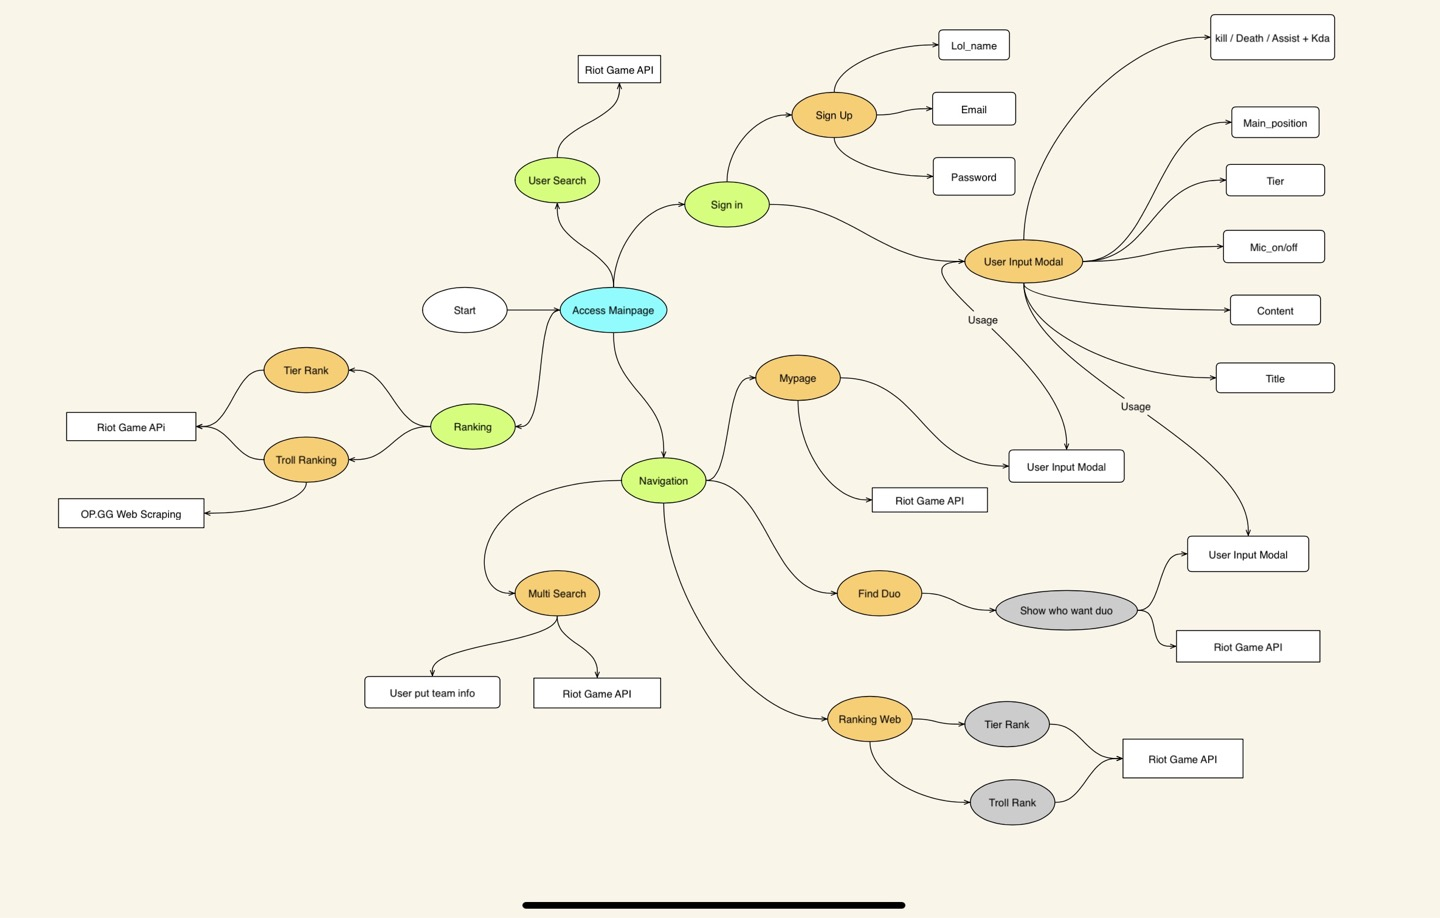 kill / Death / Assist + Kda
Lol_name
Riot Game API
Email
Sign Up
Main_position
Password
User Search
Tier
Sign in
Mic_on/off
User Input Modal
Start
Access Mainpage
Usage
Content
Tier Rank
Mypage
Title
Usage
Riot Game APi
Ranking
Troll Ranking
User Input Modal
Navigation
Riot Game API
OP.GG Web Scraping
User Input Modal
Multi Search
Find Duo
Show who want duo
Riot Game API
User put team info
Riot Game API
Ranking Web
Tier Rank
Riot Game API
Troll Rank